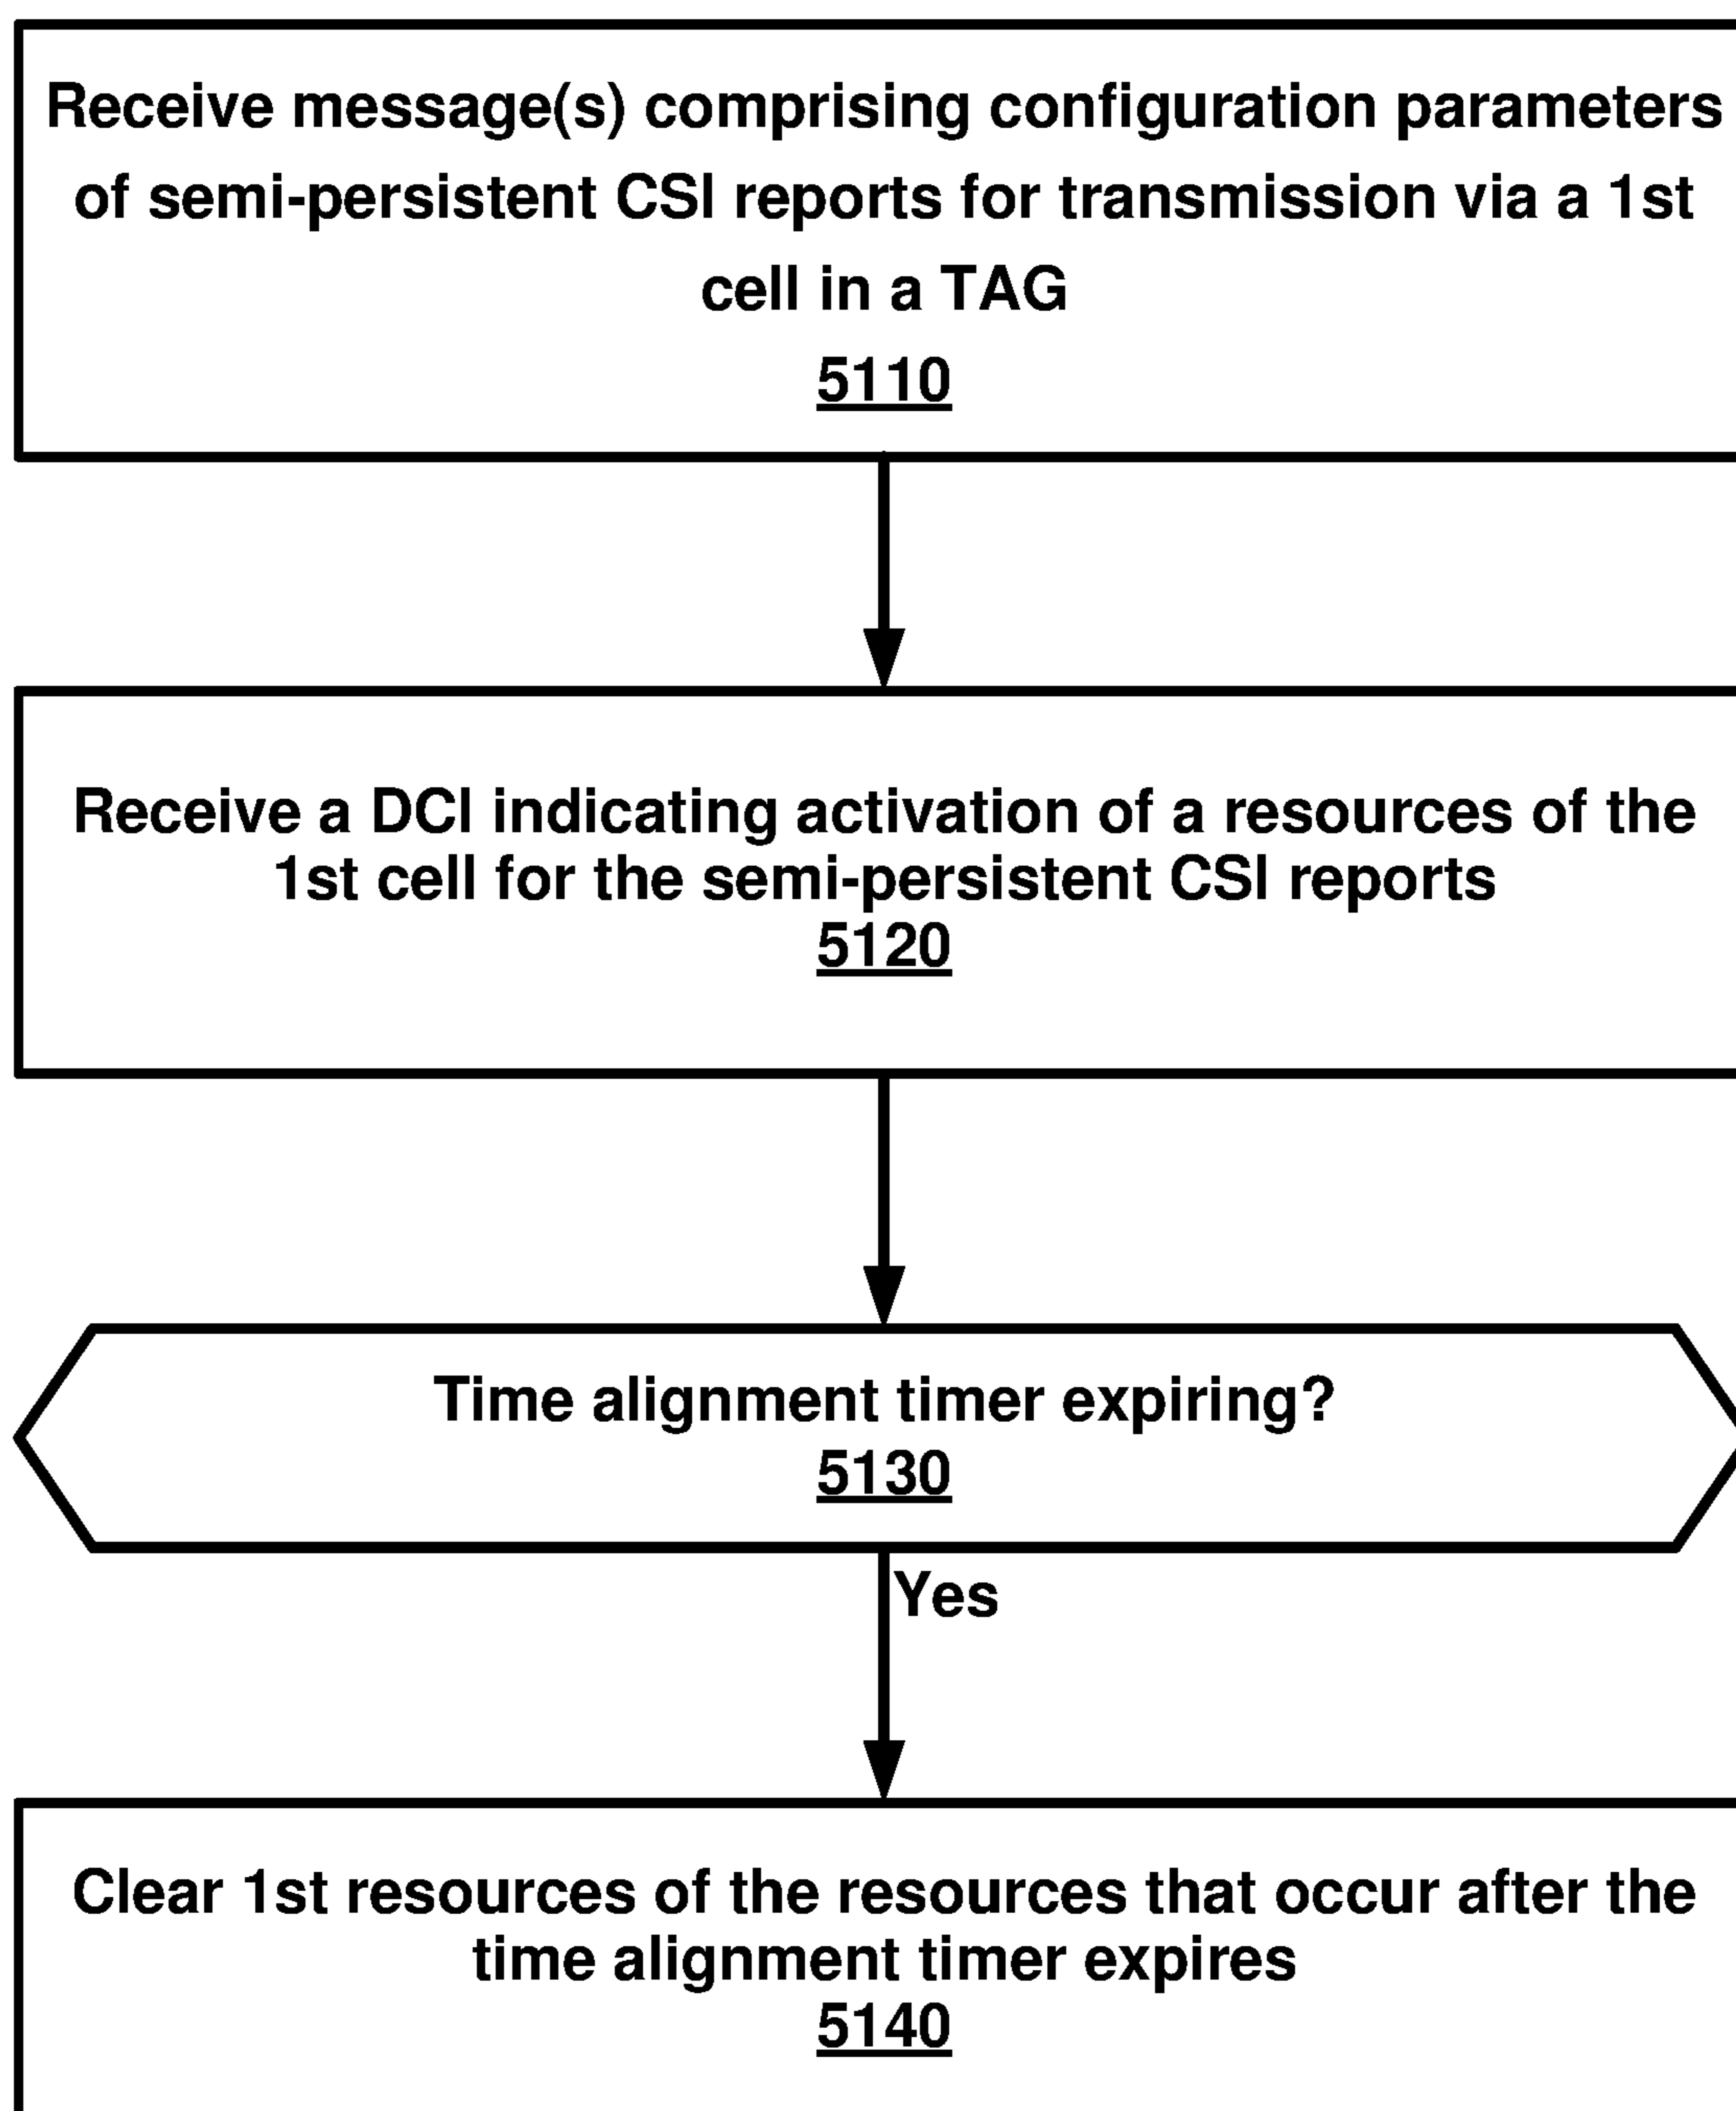 Receive message(s) comprising configuration parameters
of semi-persistent CSI reports for transmission via a 1st
cell in a TAG
5110
Receive a DCI indicating activation of a resources of the
1st cell for the semi-persistent CSI reports
5120
Time alignment timer expiring?
5130
Yes
Clear 1st resources of the resources that occur after the
time alignment timer expires
5140